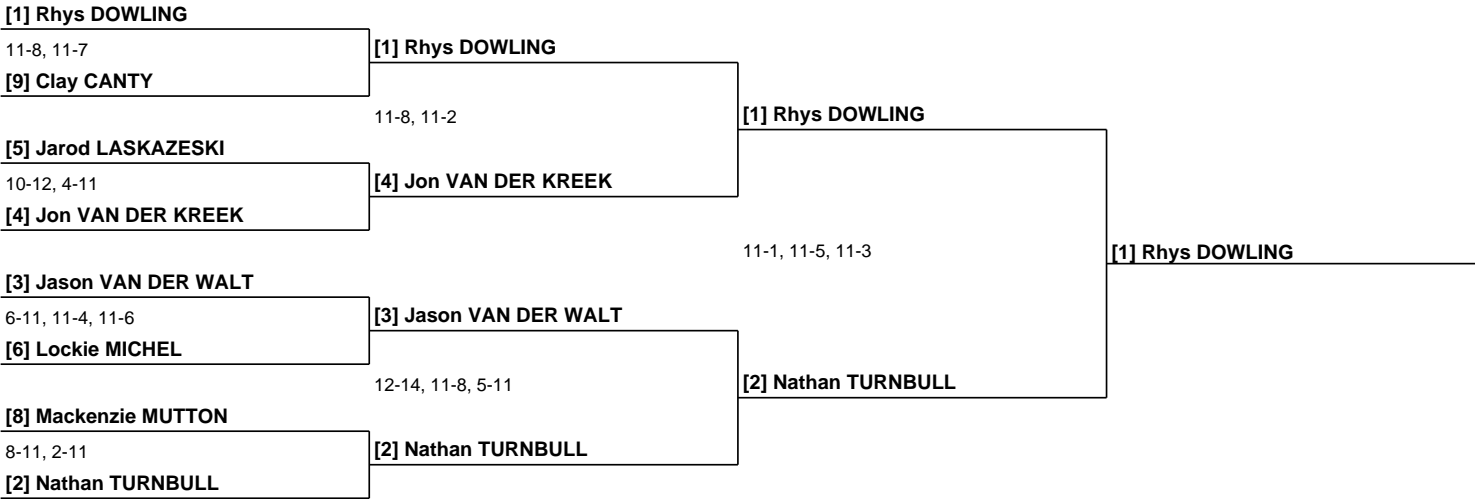 [1] Rhys DOWLING
11-8, 11-7
[9] Clay CANTY
[1] Rhys DOWLING
11-8, 11-2
[1] Rhys DOWLING
[5] Jarod LASKAZESKI
10-12, 4-11
[4] Jon VAN DER KREEK
[4] Jon VAN DER KREEK
11-1, 11-5, 11-3
[1] Rhys DOWLING
[3] Jason VAN DER WALT
6-11, 11-4, 11-6
[6] Lockie MICHEL
[3] Jason VAN DER WALT
12-14, 11-8, 5-11
[2] Nathan TURNBULL
[8] Mackenzie MUTTON
8-11, 2-11
[2] Nathan TURNBULL
[2] Nathan TURNBULL